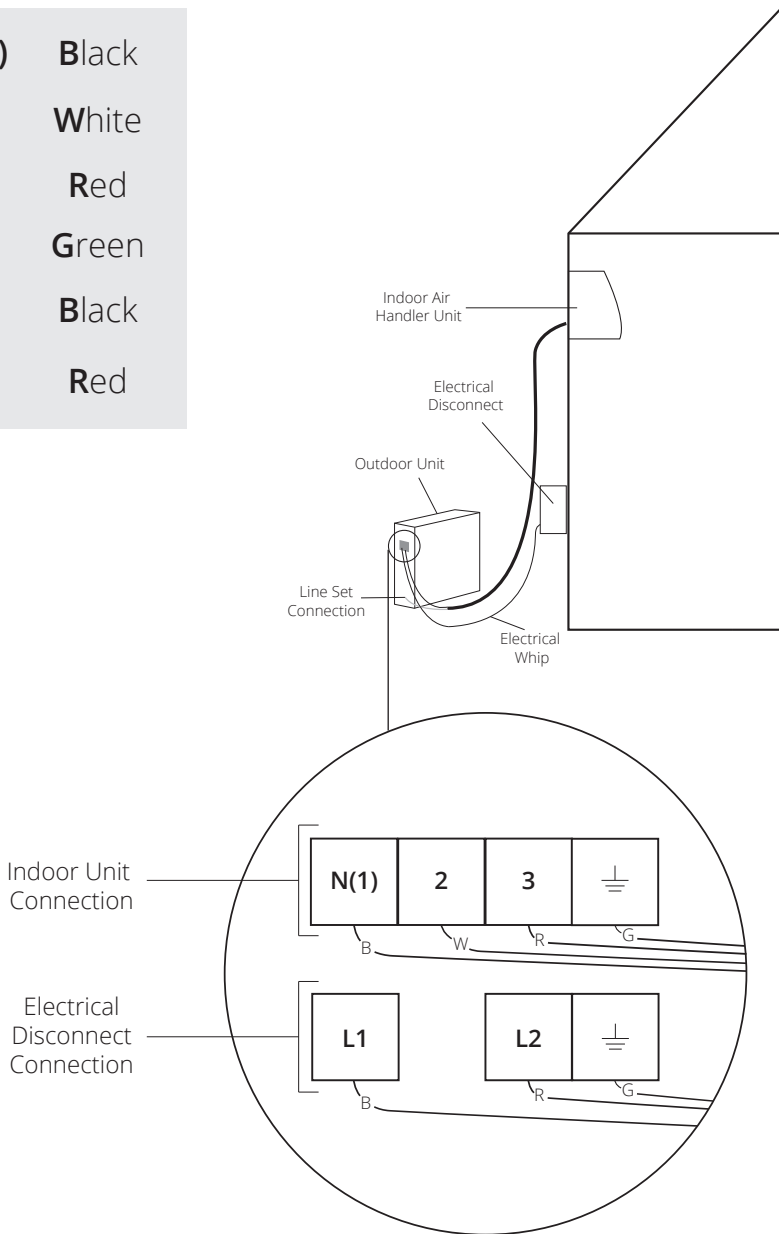 ) Black
White
Red
Green
Black
Red
Indoor Air
Handler Unit
Electrical
Disconnect
Outdoor Unit
Line Set
Connection
Electrical
Whip
Indoor Unit
Connection
N(1) 2 3
B W R G
Electrical
Disconnect
Connection
L1 L2
B R G